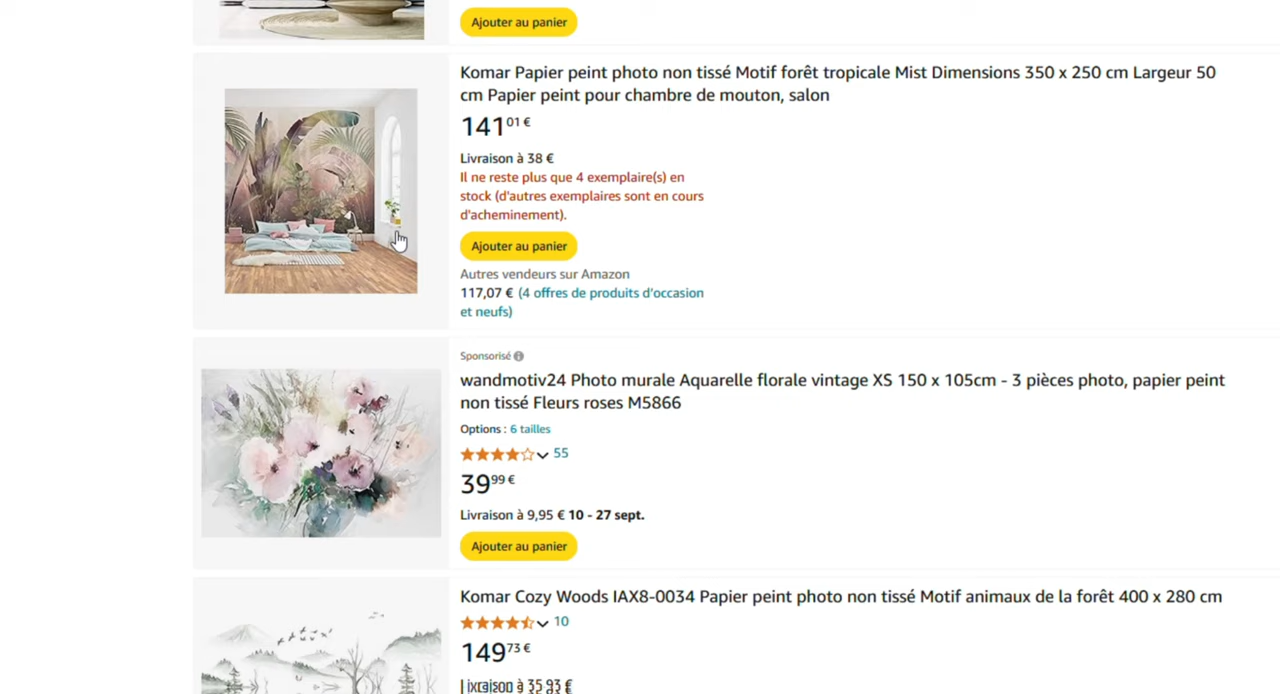 Ajouter au panier
Komar Papier peint photo non tissé Motif forêt tropicale Mist Dimensions 350 x 250 cm Largeur 50
cm Papier peint pour chambre de mouton, salon
141,01 €
Livraison à 38 €
Il ne reste plus que 4 exemplaire(s) en
stock (d'autres exemplaires sont en cours
d'acheminement).
Ajouter au panier
Autres vendeurs sur Amazon
117,07 € (4 offres de produits d'occasion
et neufs)
Sponsorisé
wandmotiv24 Photo murale Aquarelle florale vintage XS 150 x 105cm - 3 pièces photo, papier peint
non tissé Fleurs roses M5866
Options : 6 tailles
55
39,99 €
Livraison à 9,95 € 10 - 27 sept.
Ajouter au panier
Komar Cozy Woods IAX8-0034 Papier peint photo non tissé Motif animaux de la forêt 400 x 280 cm
10
149,73 €
Livraison à 35,93 €